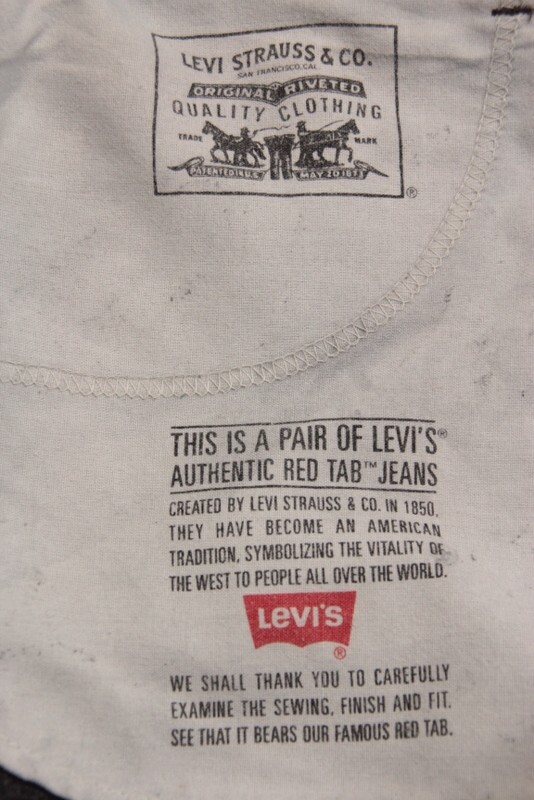 LEVI STRAUSS & CO.
SAN FRANCISCO, CAL.
ORIGINAL RIVETED
QUALITY CLOTHING
TRADE MARK
PATENTED IN U.S. MAY 20 1873
®
THIS IS A PAIR OF LEVI'S®
AUTHENTIC RED TAB™ JEANS
CREATED BY LEVI STRAUSS & CO. IN 1850,
THEY HAVE BECOME AN AMERICAN
TRADITION, SYMBOLIZING THE VITALITY OF
THE WEST TO PEOPLE ALL OVER THE WORLD.
LEVI'S
®
WE SHALL THANK YOU TO CAREFULLY
EXAMINE THE SEWING, FINISH AND FIT.
SEE THAT IT BEARS OUR FAMOUS RED TAB.